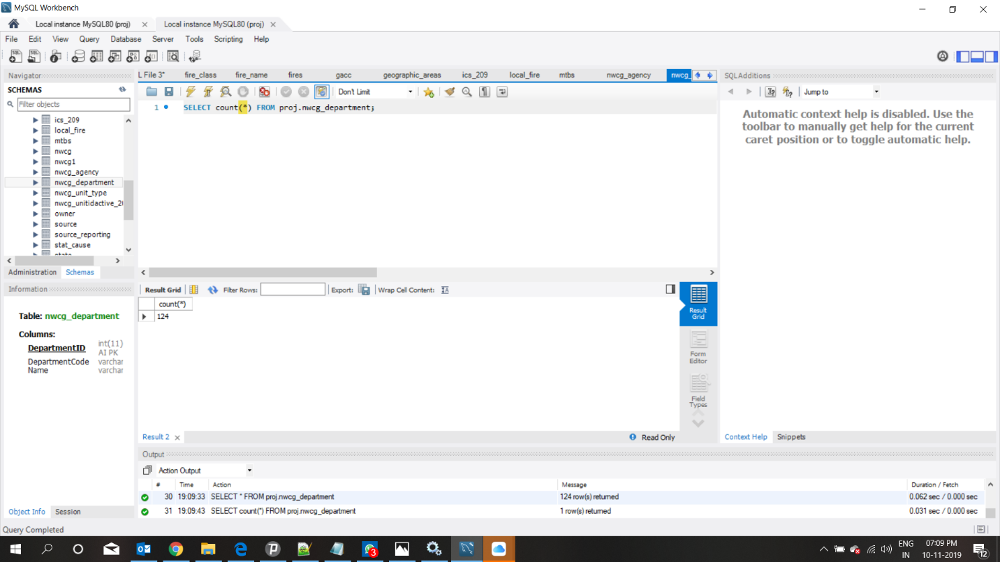 MySQL Workbench
Local instance MySQL80 (proj) Local instance MySQL80 (proj)
File Edit View Query Database Server Tools Scripting Help
Navigator
SCHEMAS
Filter objects
ics_209
local_fire
mtbs
nwcg
nwcg1
nwcg_agency
nwcg_department
nwcg_unit_type
nwcg_unitidactive_20
owner
source
source_reporting
stat_cause
state
Administration Schemas
Information
Table: nwcg_department
Columns:
DepartmentID int(11) AI PK
DepartmentCode varchar
Name varchar
Object Info Session
Query Completed
L File 3* fire_class fire_name fires gacc geographic_areas ics_209 local_fire mtbs nwcg_agency nwcg_
Don't Limit
1 SELECT count(*) FROM proj.nwcg_department;
Result Grid Filter Rows: Export: Wrap Cell Content:
count(*)
124
Result Grid
Form Editor
Field Types
Result 2 Read Only
SQLAdditions
Jump to
Automatic context help is disabled. Use the
toolbar to manually get help for the current
caret position or to toggle automatic help.
Context Help Snippets
Output
Action Output
# Time Action Message Duration / Fetch
30 19:09:33 SELECT * FROM proj.nwcg_department 124 row(s) returned 0.062 sec / 0.000 sec
31 19:09:43 SELECT count(*) FROM proj.nwcg_department 1 row(s) returned 0.031 sec / 0.000 sec
3
ENG
IN
07:09 PM
10-11-2019
12